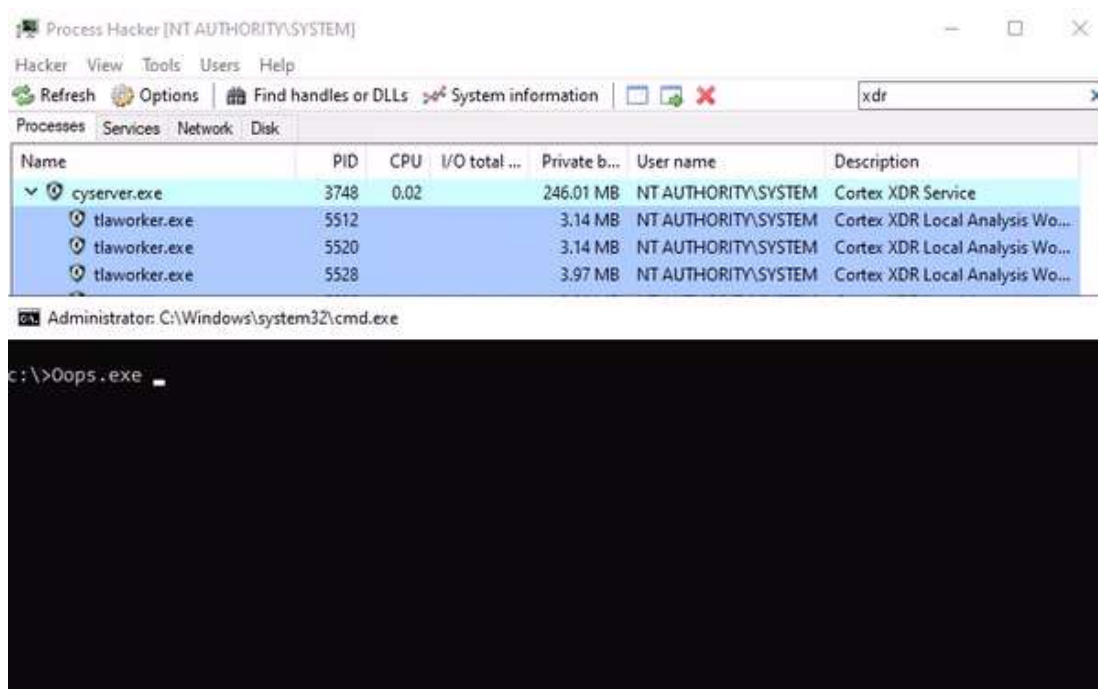 Process Hacker [NT AUTHORITY\SYSTEM]
Hacker View Tools Users Help
Refresh Options Find handles or DLLs System information xdr
Processes Services Network Disk
Name PID CPU I/O total ... Private b... User name Description
cyserver.exe 3748 0.02 246.01 MB NT AUTHORITY\SYSTEM Cortex XDR Service
tlaworker.exe 5512 3.14 MB NT AUTHORITY\SYSTEM Cortex XDR Local Analysis Wo...
tlaworker.exe 5520 3.14 MB NT AUTHORITY\SYSTEM Cortex XDR Local Analysis Wo...
tlaworker.exe 5528 3.97 MB NT AUTHORITY\SYSTEM Cortex XDR Local Analysis Wo...
Administrator: C:\Windows\system32\cmd.exe
c:\>Oops.exe